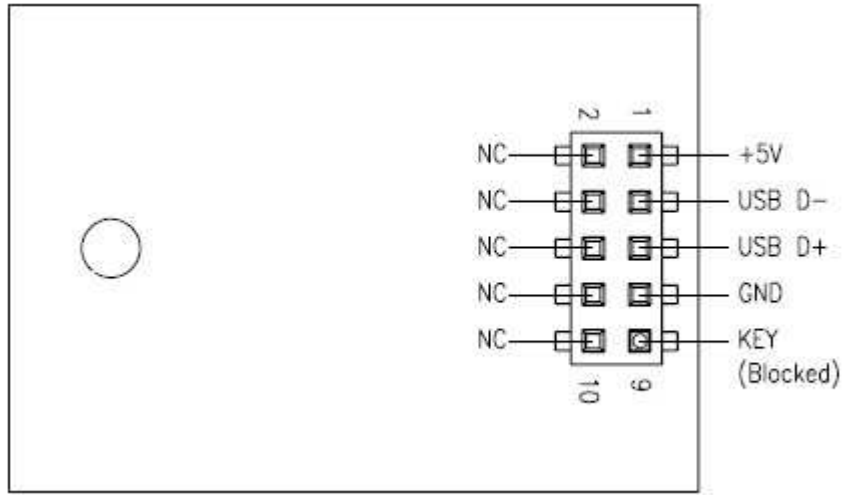 2 1
NC +5V
NC USB D-
NC USB D+
NC GND
NC KEY
(Blocked)
10 9